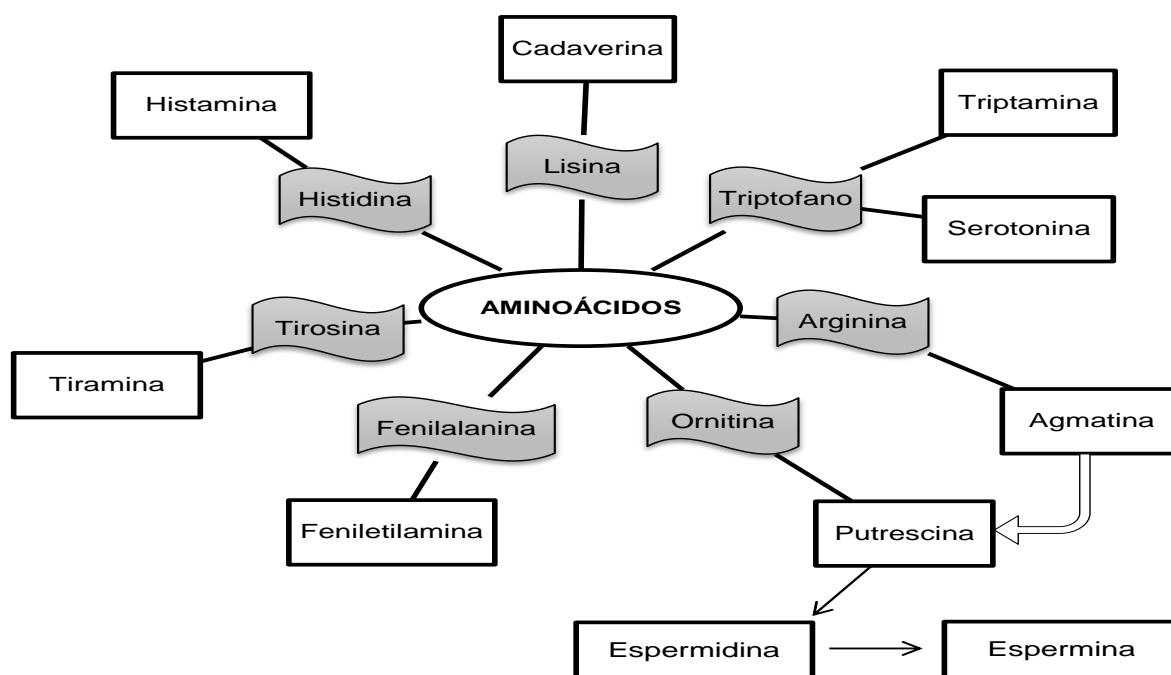 Cadaverina
Histamina
Triptamina
Lisina
Histidina
Triptofano
Serotonina
AMINOÁCIDOS
Tirosina
Arginina
Tiramina
Fenilalanina
Ornitina
Agmatina
Feniletilamina
Putrescina
Espermidina
Espermina